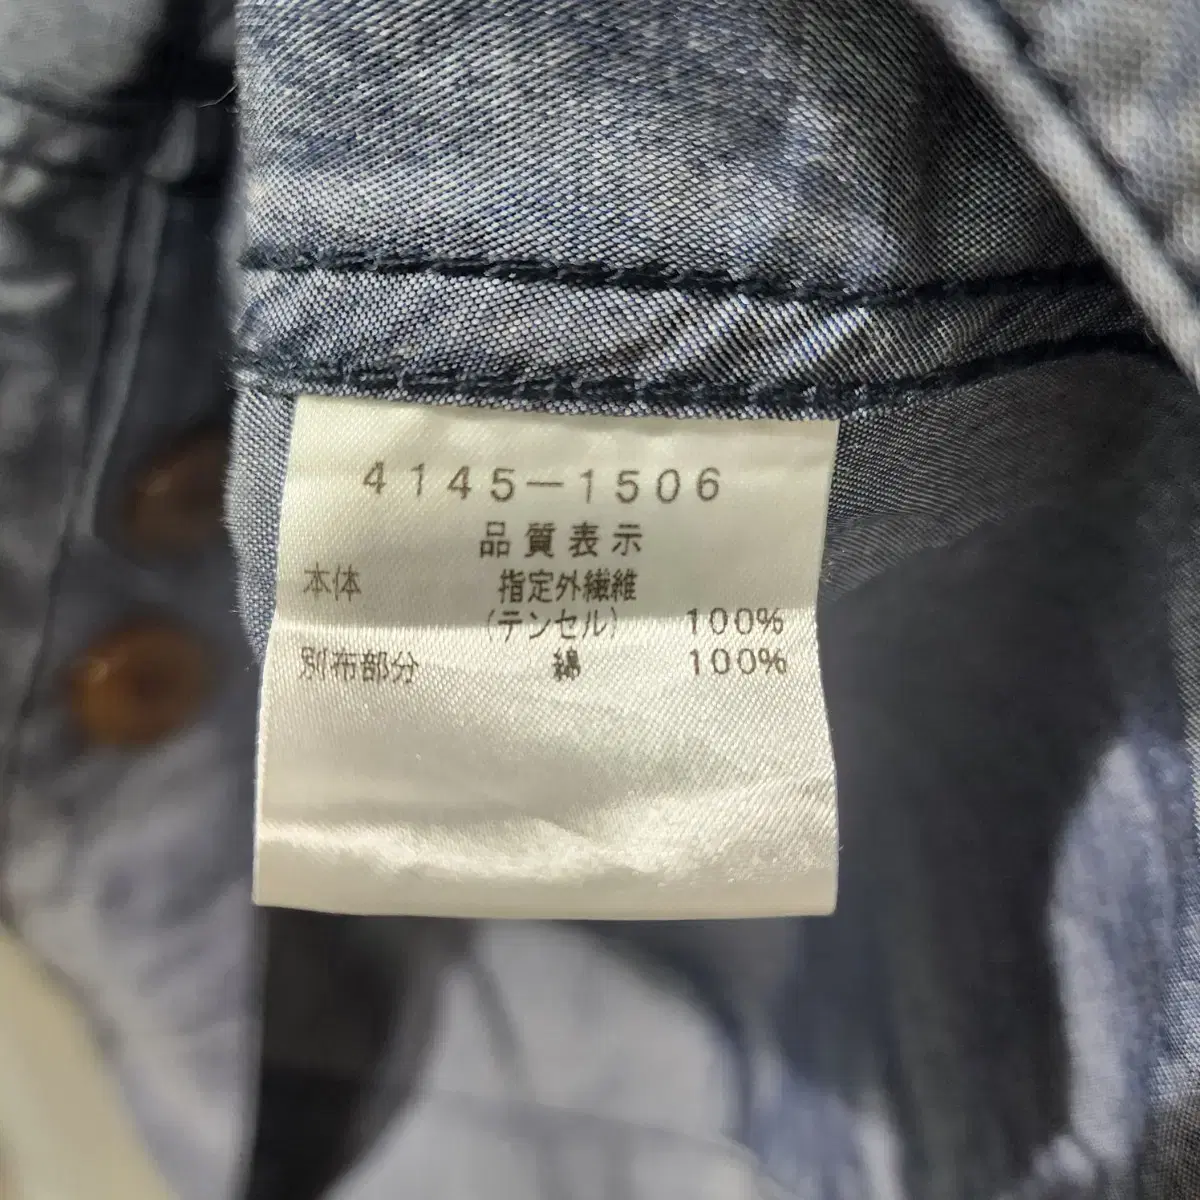 4145-1506
品質表示
本体 指定外繊維
(テンセル) 100%
別布部分 綿 100%